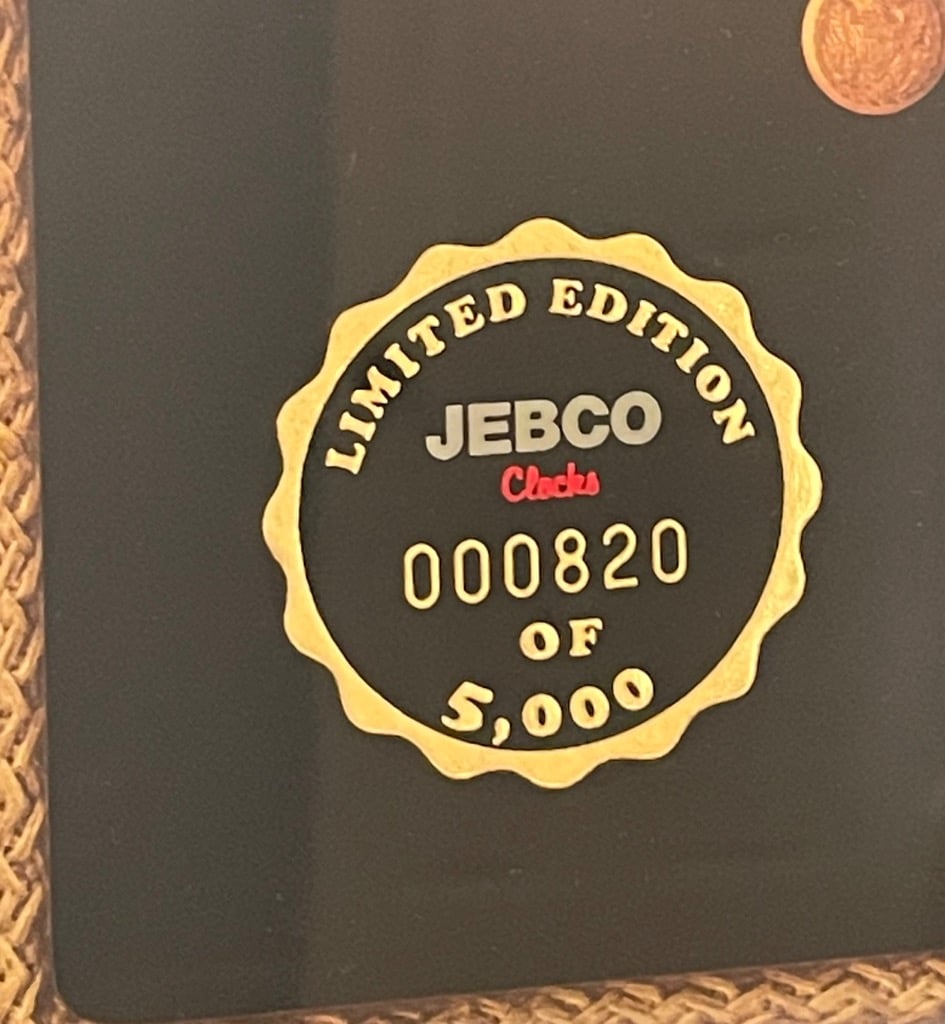 LIMITED EDITION
JEBCO
Clocks
000820
OF
5,000